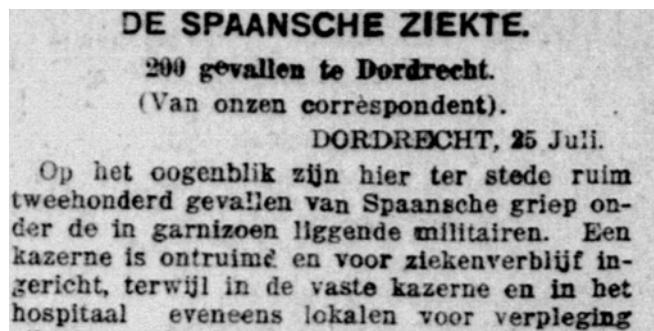 DE SPAANSCHE ZIEKTE.
200 gevallen te Dordrecht.
(Van onzen corrèspondent).
DORDRECHT, 25 Juli.
Op het oogenblik zijn hier ter stede ruim
tweehonderd gevallen van Spaansche griep on-
der de in garnizoen liggende militairen. Een
kazerne is ontruimd en voor ziekenverblijf in-
gericht, terwijl in de vaste kazerne en in het
hospitaal eveneens lokalen voor verpleging